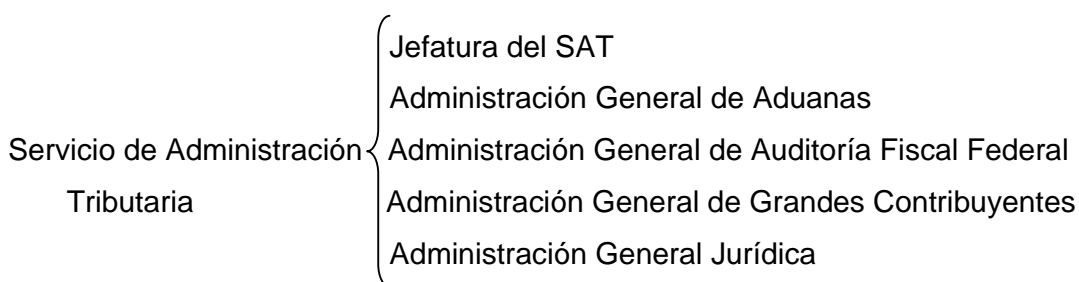 Jefatura del SAT
Administración General de Aduanas
Servicio de Administración Administración General de Auditoría Fiscal Federal
Tributaria Administración General de Grandes Contribuyentes
Administración General Jurídica